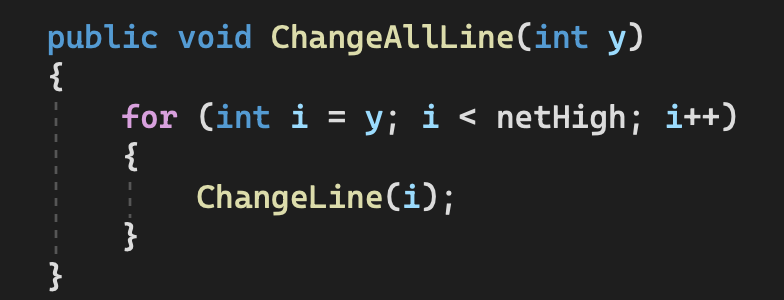 public void ChangeAllLine(int y)
{
    for (int i = y; i < netHigh; i++)
    {
        ChangeLine(i);
    }
}